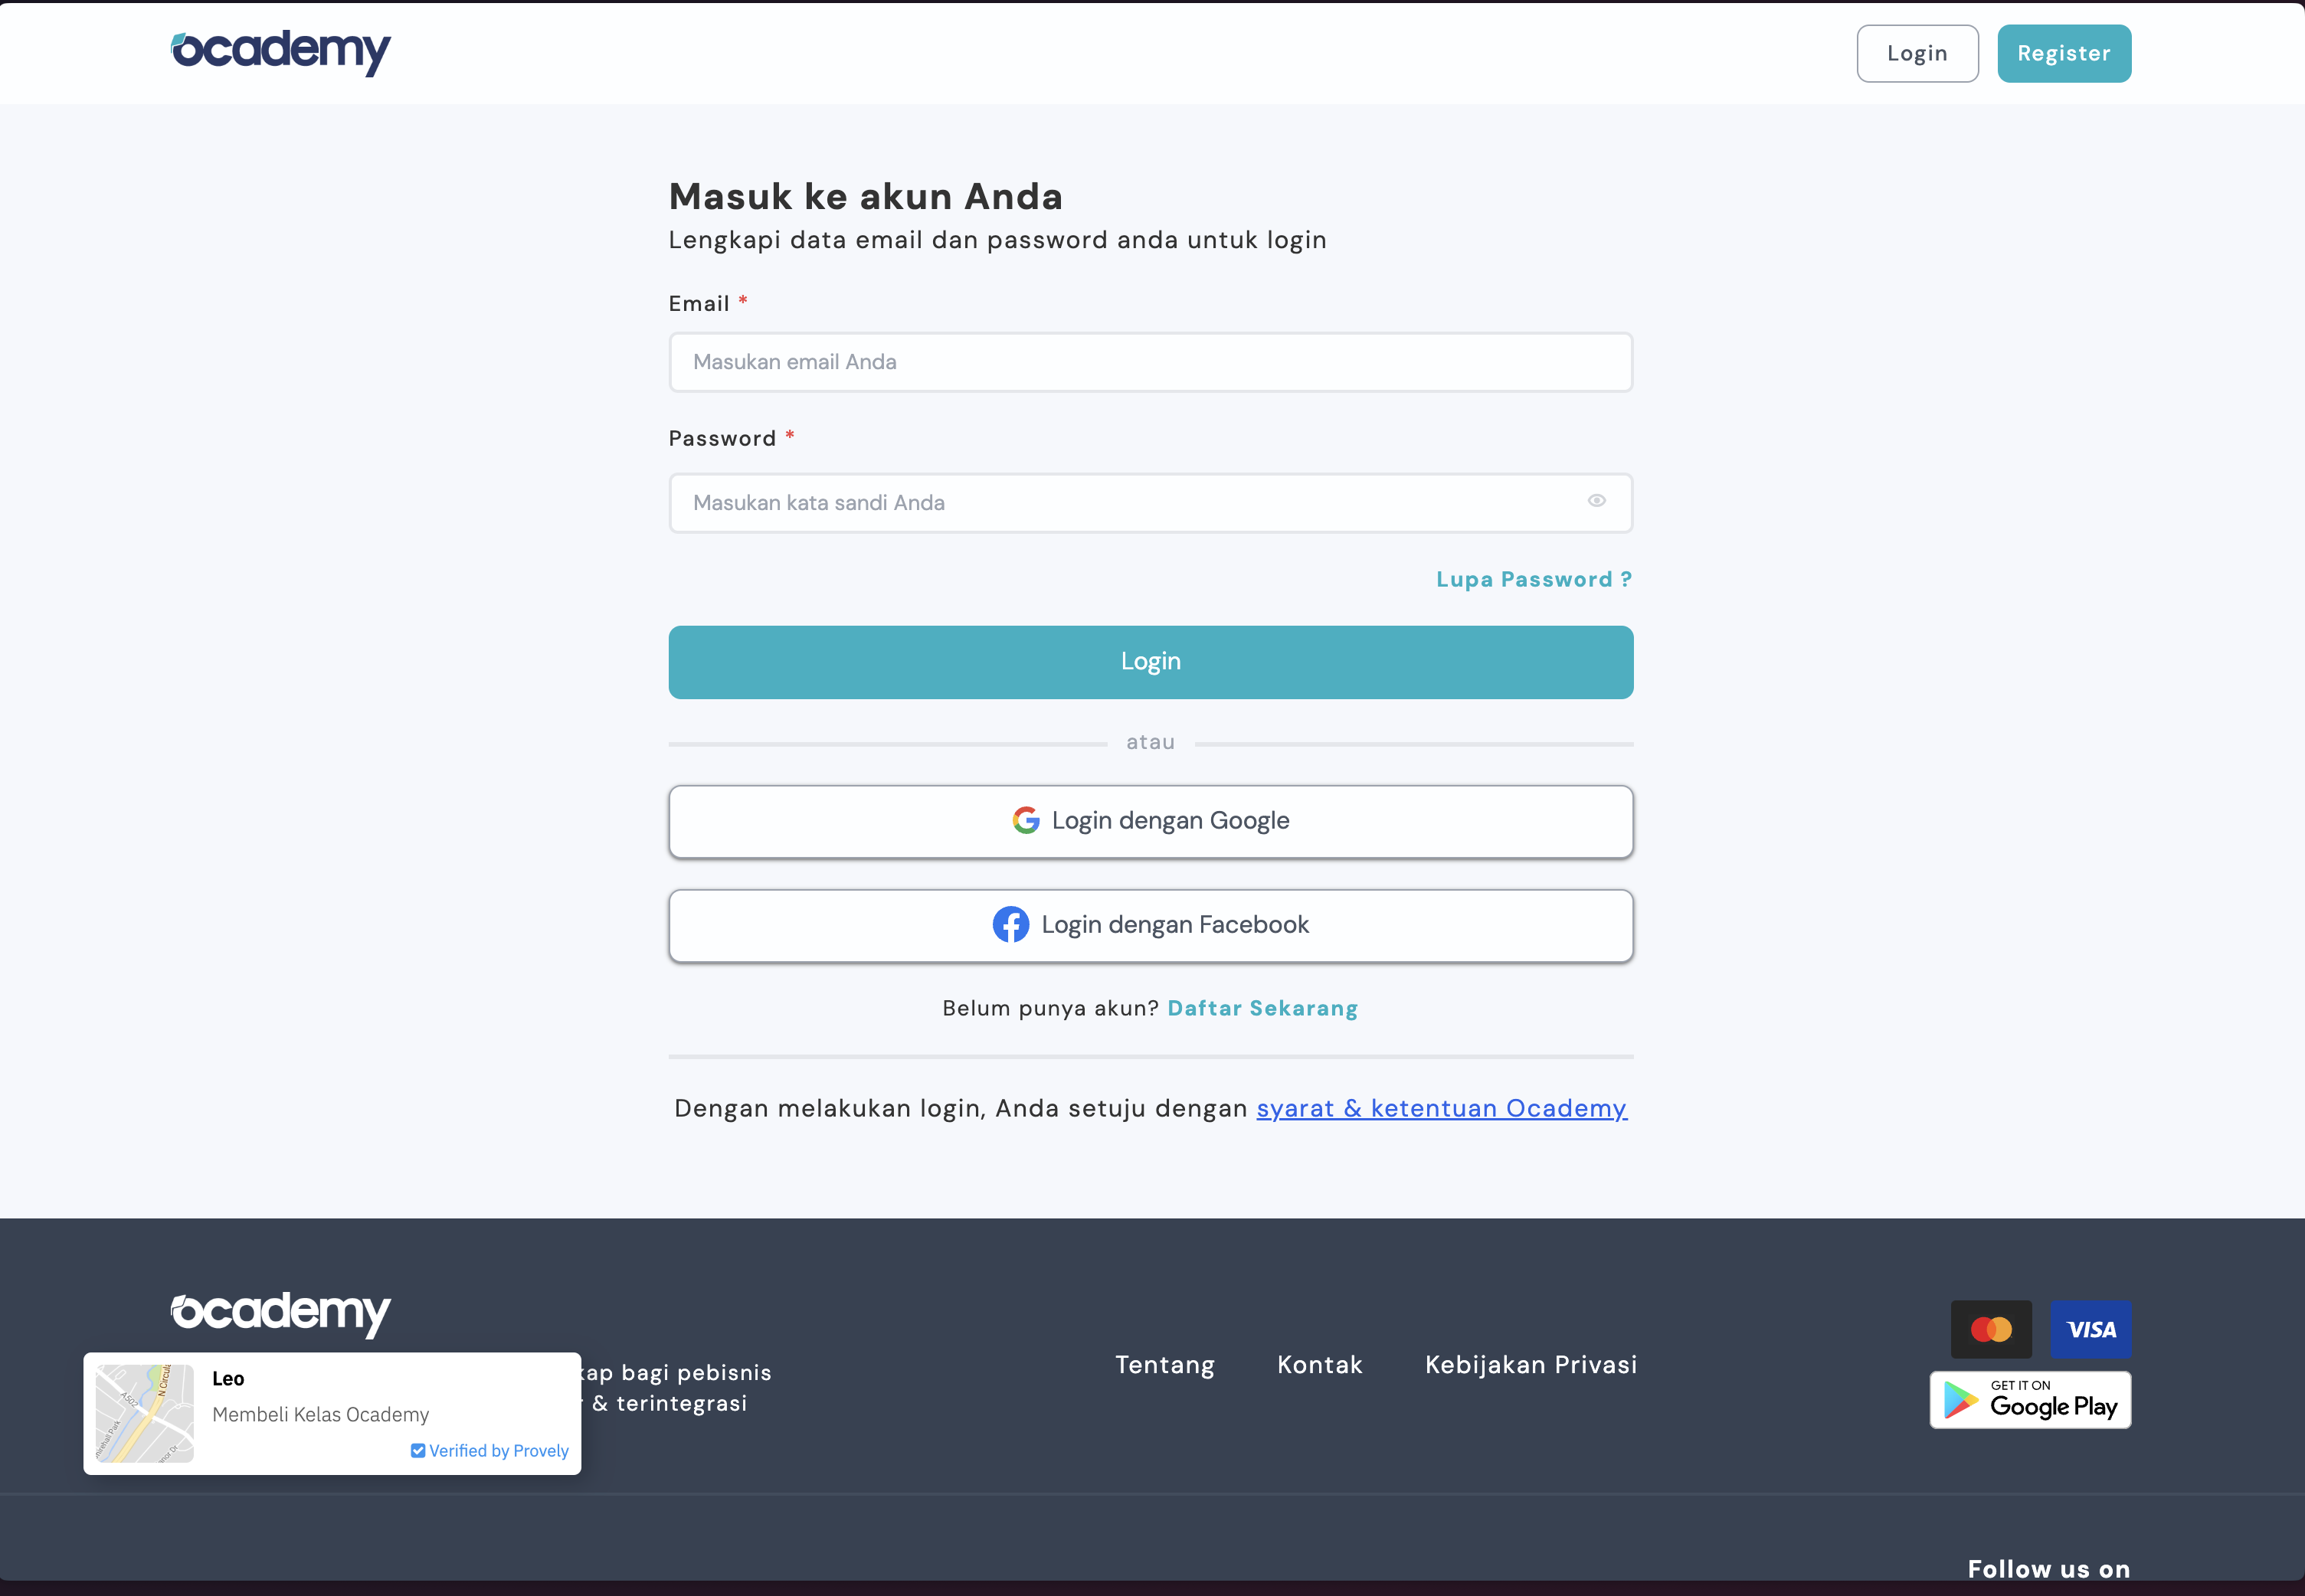 ocademy
Login
Register
Masuk ke akun Anda
Lengkapi data email dan password anda untuk login
Email *
Masukan email Anda
Password *
Masukan kata sandi Anda
Lupa Password ?
Login
atau
Login dengan Google
Login dengan Facebook
Belum punya akun? Daftar Sekarang
Dengan melakukan login, Anda setuju dengan syarat & ketentuan Ocademy
ocademy
bagi pebisnis
& terintegrasi
Leo
Membeli Kelas Ocademy
Verified by Provely
A502
Tentang
Kontak
Kebijakan Privasi
VISA
GET IT ON
Google Play
Follow us on